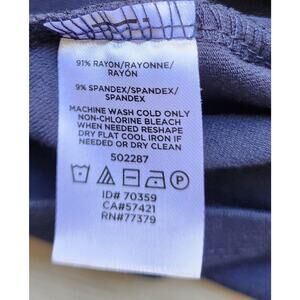 91% RAYON/RAYONNE/
RAYÓN
9% SPANDEX/SPANDEX/
SPANDEX
MACHINE WASH COLD ONLY
NON-CHLORINE BLEACH
WHEN NEEDED RESHAPE
DRY FLAT COOL IRON IF
NEEDED OR DRY CLEAN
502287
P
ID# 70359
CA#57421
RN#77379